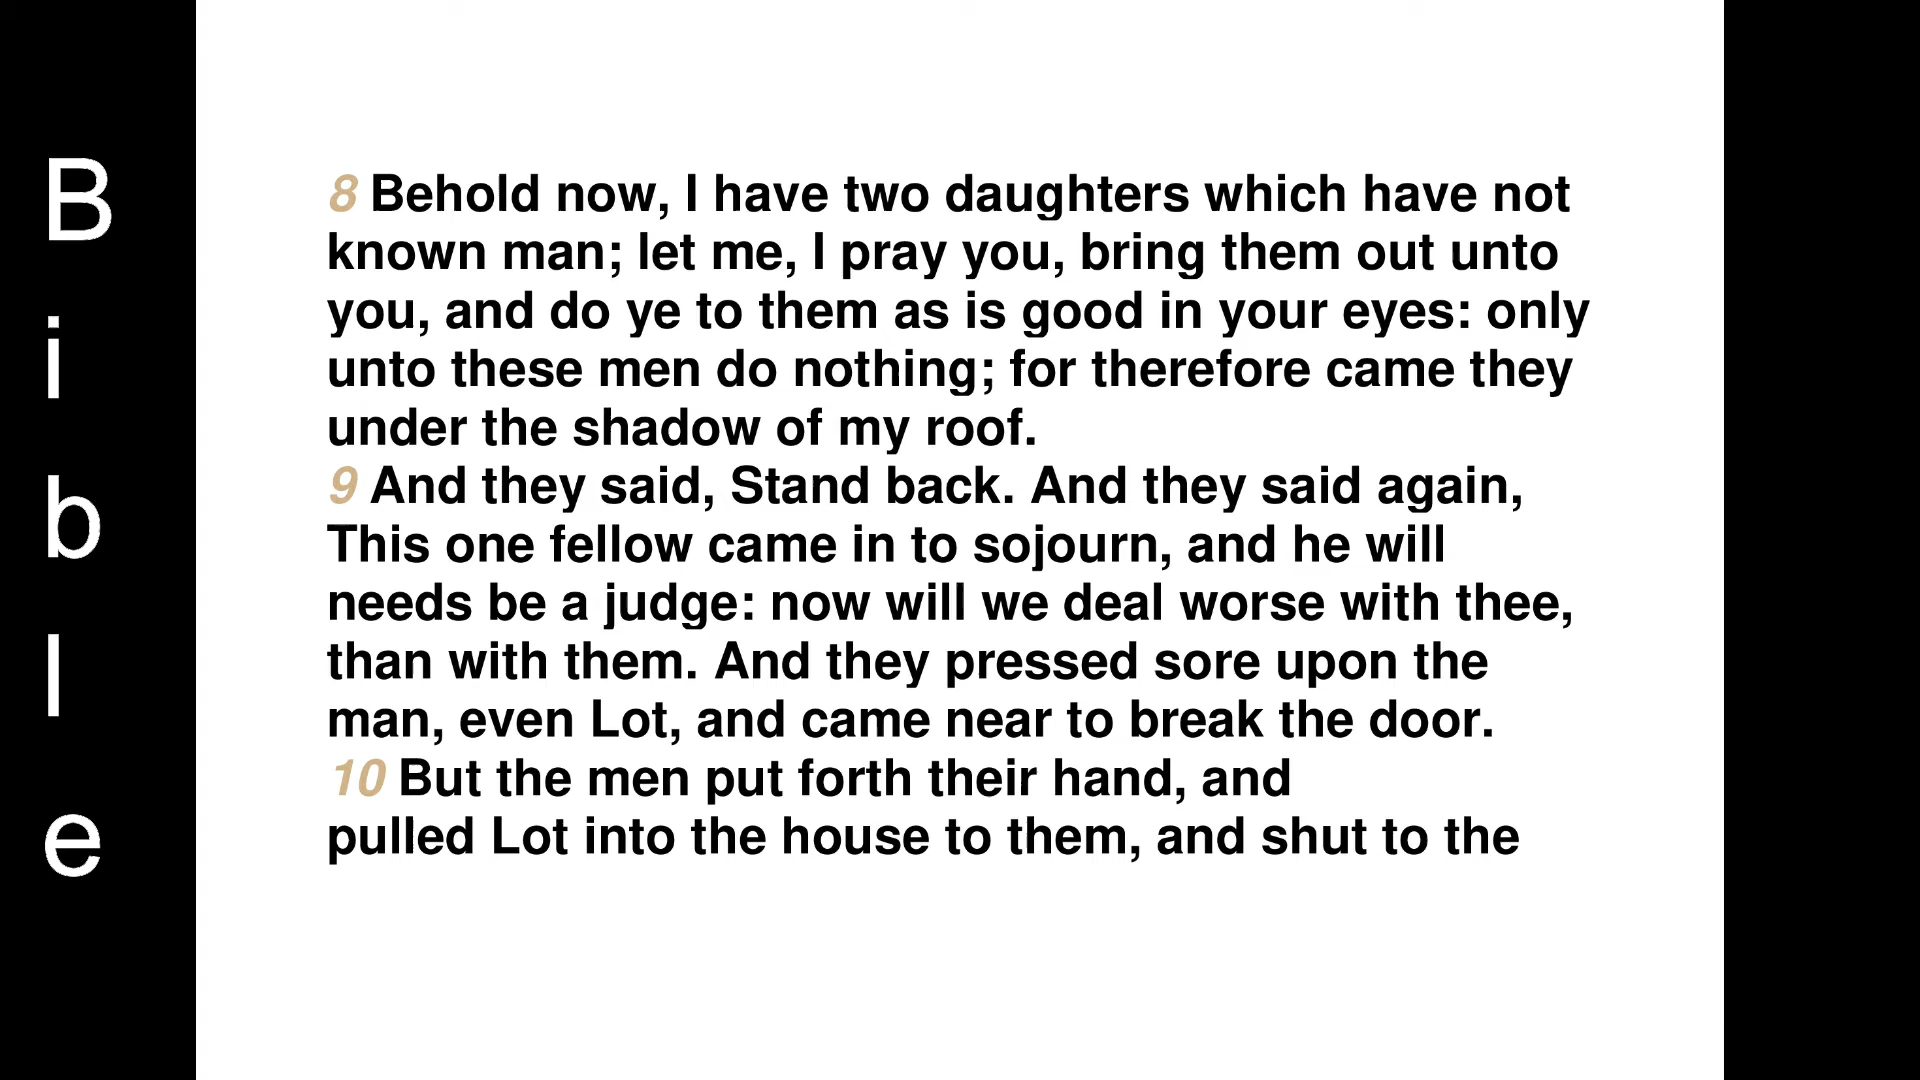 Bible
8 Behold now, I have two daughters which have not
known man; let me, I pray you, bring them out unto
you, and do ye to them as is good in your eyes: only
unto these men do nothing; for therefore came they
under the shadow of my roof.
9 And they said, Stand back. And they said again,
This one fellow came in to sojourn, and he will
needs be a judge: now will we deal worse with thee,
than with them. And they pressed sore upon the
man, even Lot, and came near to break the door.
10 But the men put forth their hand, and
pulled Lot into the house to them, and shut to the